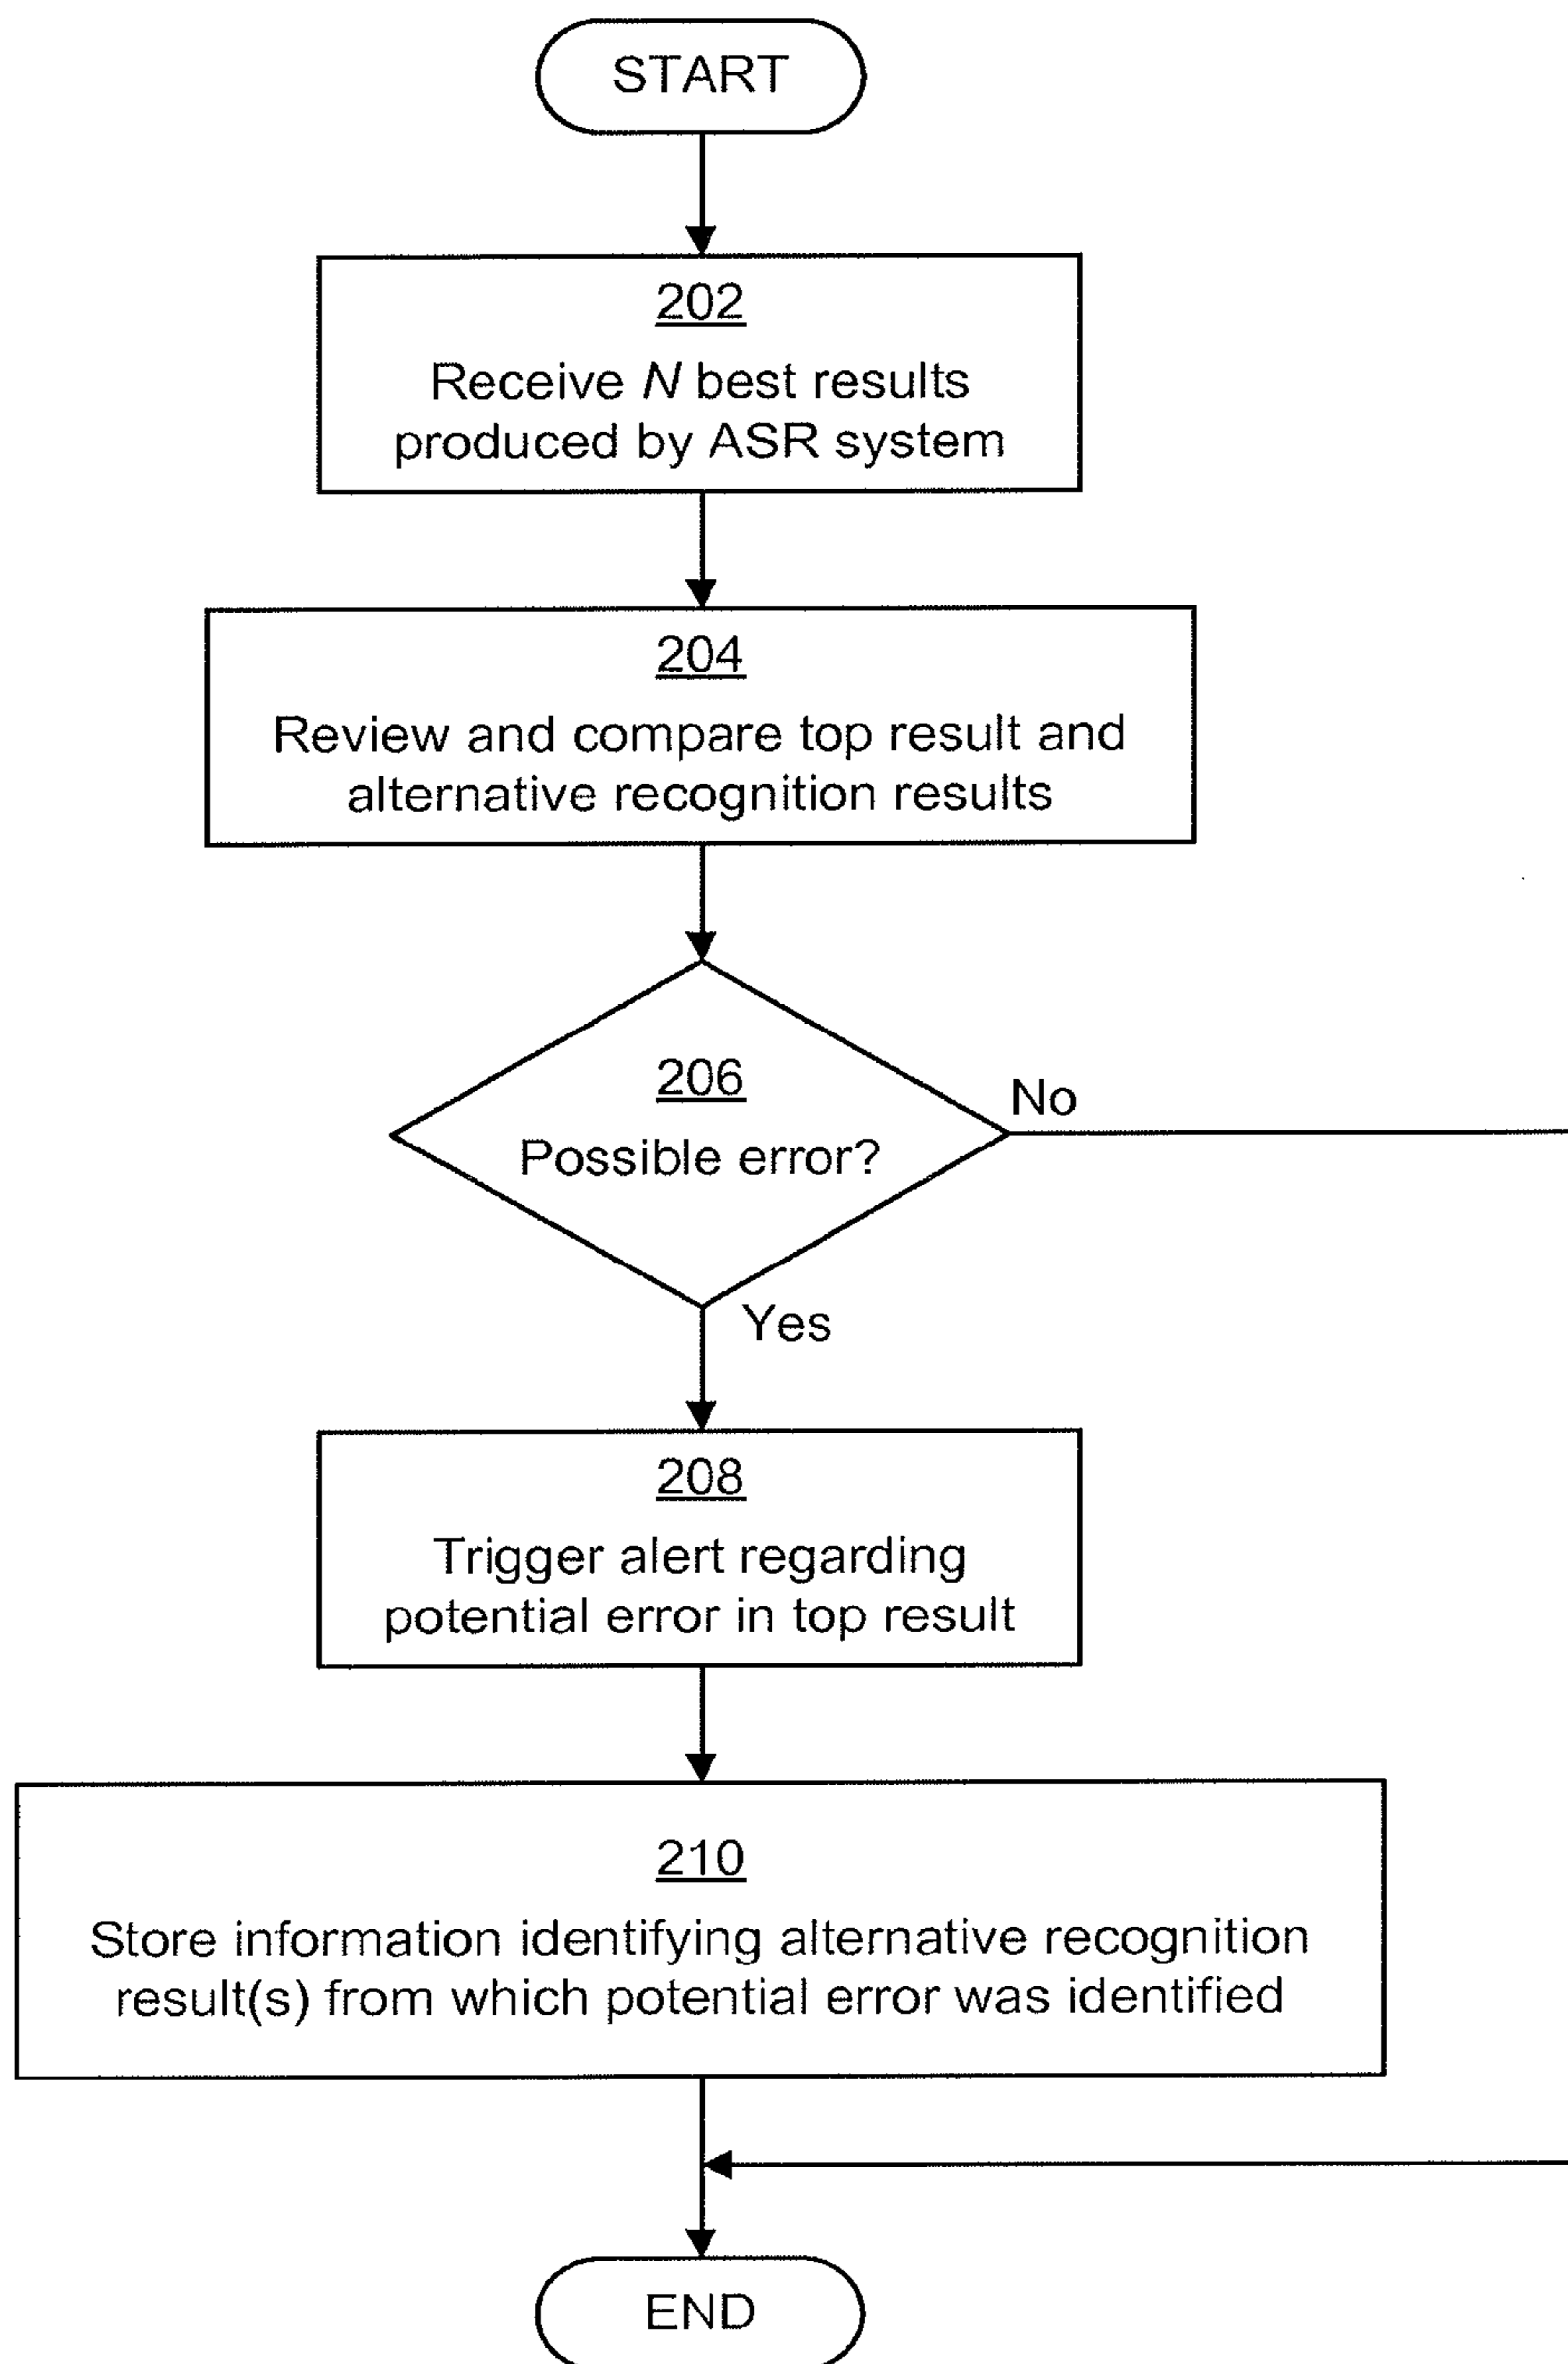 START
202
Receive N best results
produced by ASR system
204
Review and compare top result and
alternative recognition results
206
Possible error?
No
Yes
208
Trigger alert regarding
potential error in top result
210
Store information identifying alternative recognition
result(s) from which potential error was identified
END